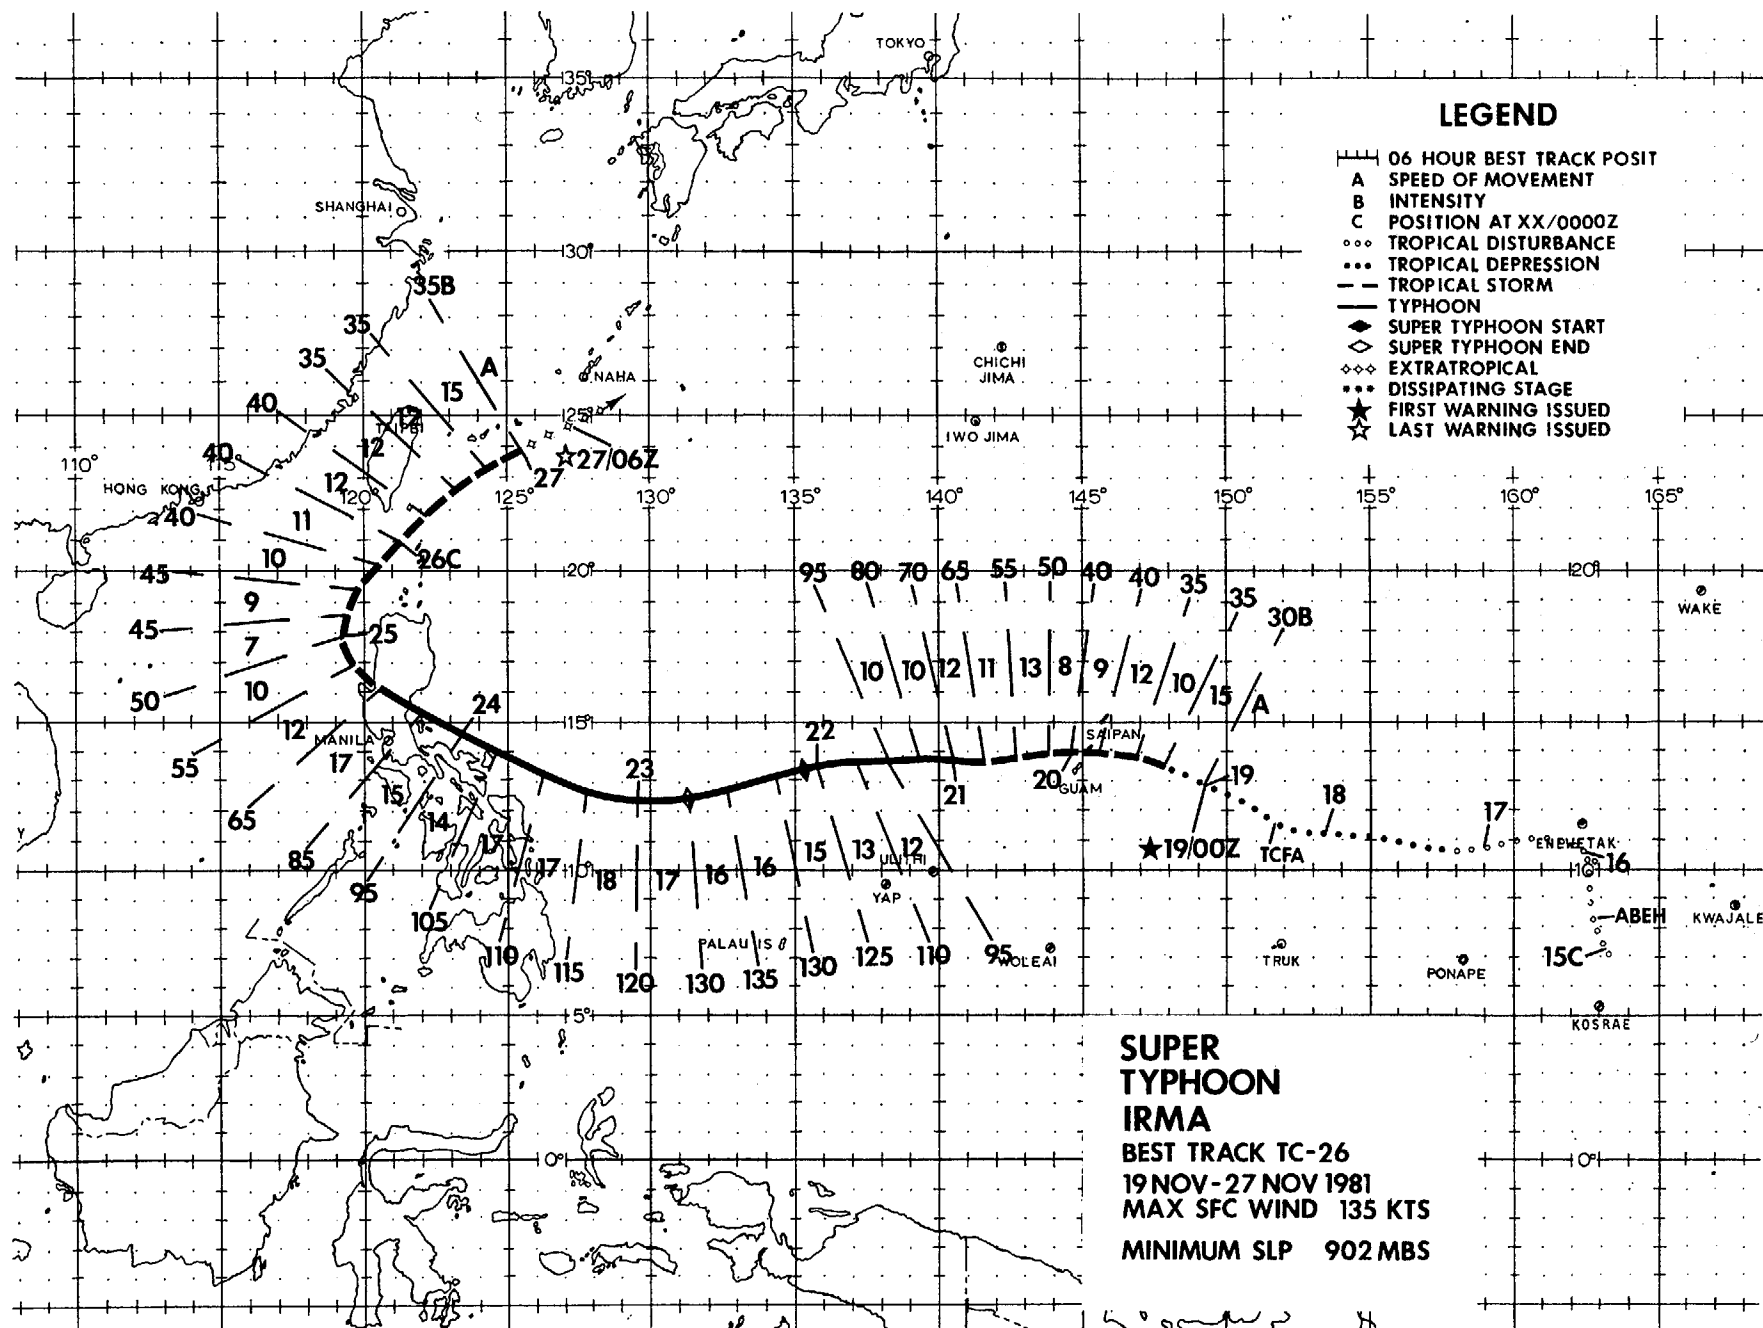 TOKYO
35°
LEGEND
06 HOUR BEST TRACK POSIT
A SPEED OF MOVEMENT
B INTENSITY
C POSITION AT XX/0000Z
TROPICAL DISTURBANCE
TROPICAL DEPRESSION
TROPICAL STORM
TYPHOON
SUPER TYPHOON START
SUPER TYPHOON END
EXTRATROPICAL
DISSIPATING STAGE
FIRST WARNING ISSUED
LAST WARNING ISSUED
SHANGHAI
30°
35B
35
35
A
15
NAHA
CHICHI
JIMA
40
25°
12
IWO JIMA
12
40
27/06Z
27
110° 115° 120° 125° 130° 135° 140° 145° 150° 155° 160° 165°
HONG KONG
12
40
11
10
26C
45
20°
95 80 70 65 55 50 40 40 35 35 30B
20°
WAKE
9
45
25
7
10 10 12 11 13 8 9 12 10 15 A
50
10
24
15°
12
MANILA
22
SAIPAN
55
17
23
20
GUAM
19
15
21
18
17
65
14
19/00Z
TCFA
ENEWETAK
16
85
17
17
18
17
16
16
15
13
12
ULITHI
10°
10°
95
YAP
105
ABEH
KWAJALE
110
115
120
130
135
130
125
110
95
PALAU IS
WOLEAI
TRUK
PONAPE
15C
KOSRAE
5°
SUPER
TYPHOON
IRMA
BEST TRACK TC-26
19 NOV-27 NOV 1981
MAX SFC WIND 135 KTS
MINIMUM SLP 902 MBS
0°
0°